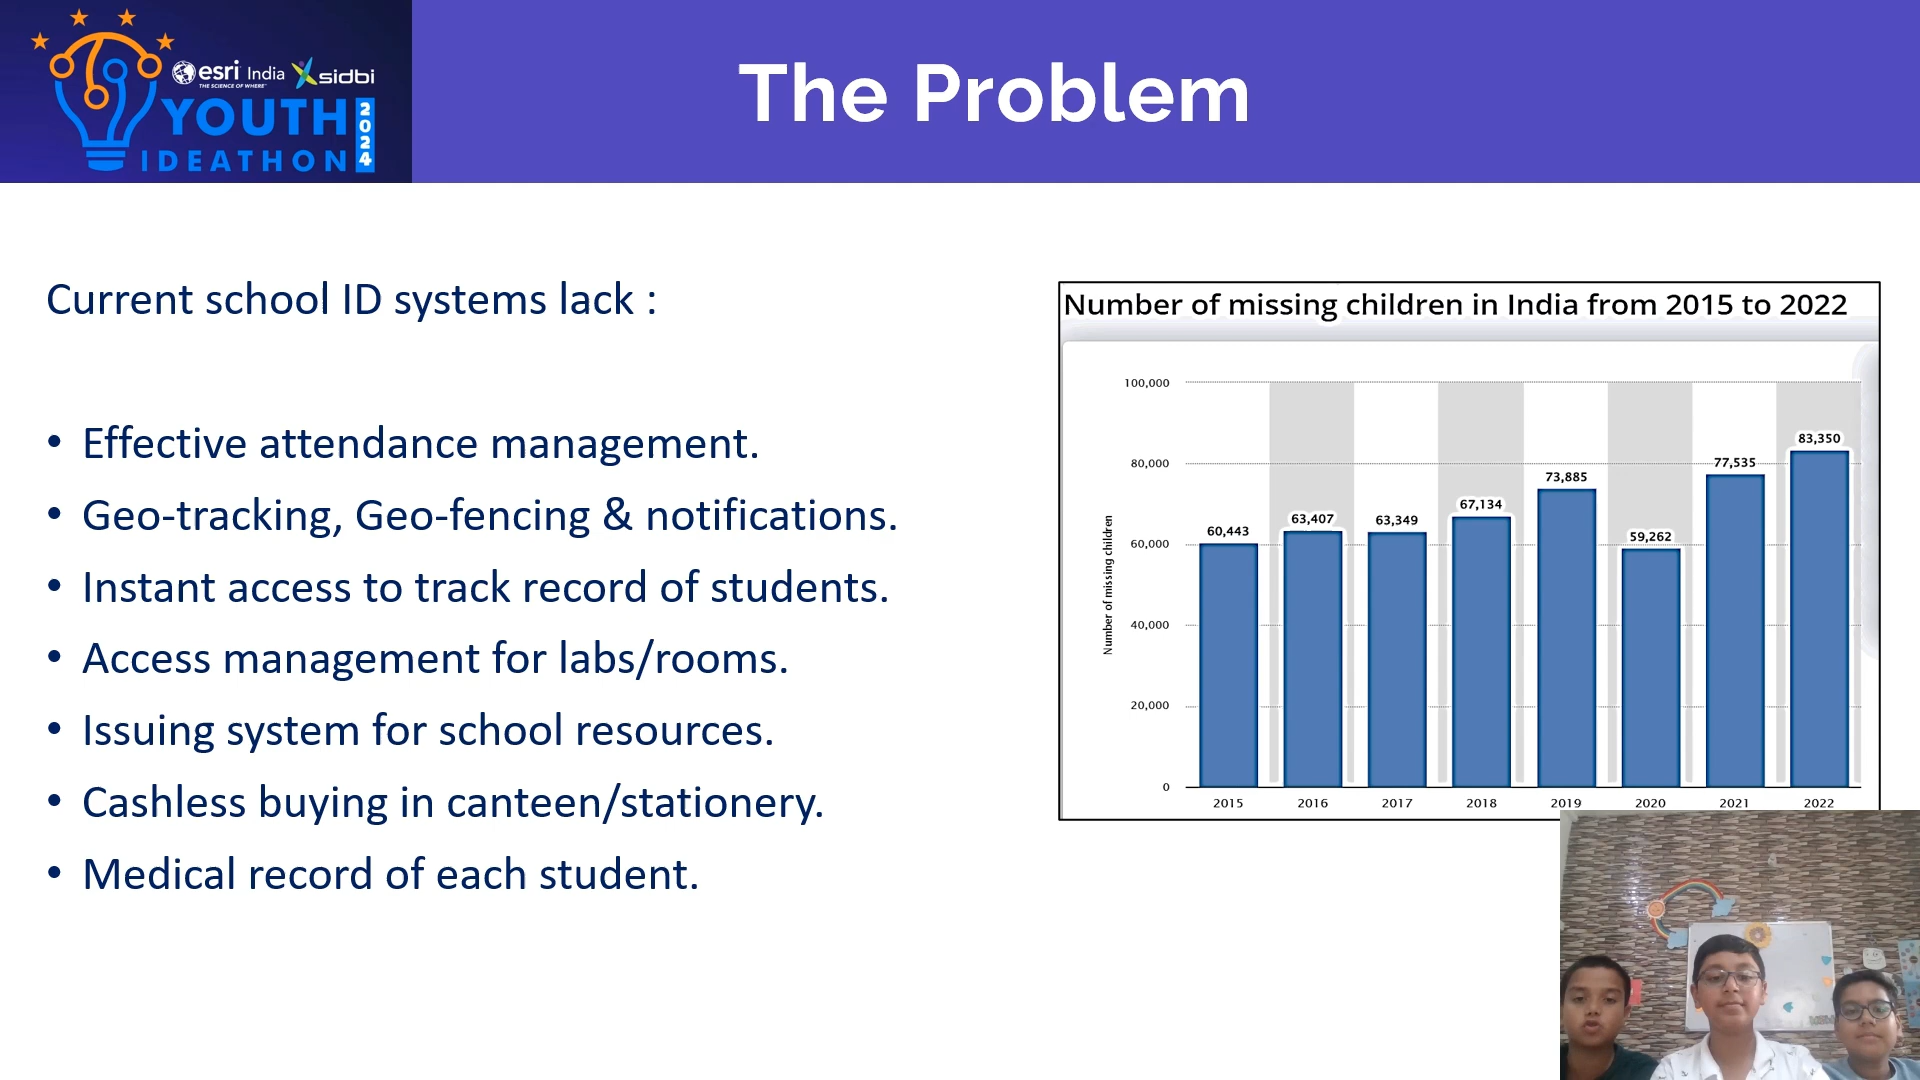 esri India sidbi
THE SCIENCE OF WHERE
YOUTH
IDEATHON
2024
The Problem
Current school ID systems lack :
• Effective attendance management.
• Geo-tracking, Geo-fencing & notifications.
• Instant access to track record of students.
• Access management for labs/rooms.
• Issuing system for school resources.
• Cashless buying in canteen/stationery.
• Medical record of each student.
Number of missing children in India from 2015 to 2022
Number of missing children
100,000
80,000
60,000
40,000
20,000
0
60,443
63,407
63,349
67,134
73,885
59,262
77,535
83,350
2015 2016 2017 2018 2019 2020 2021 2022